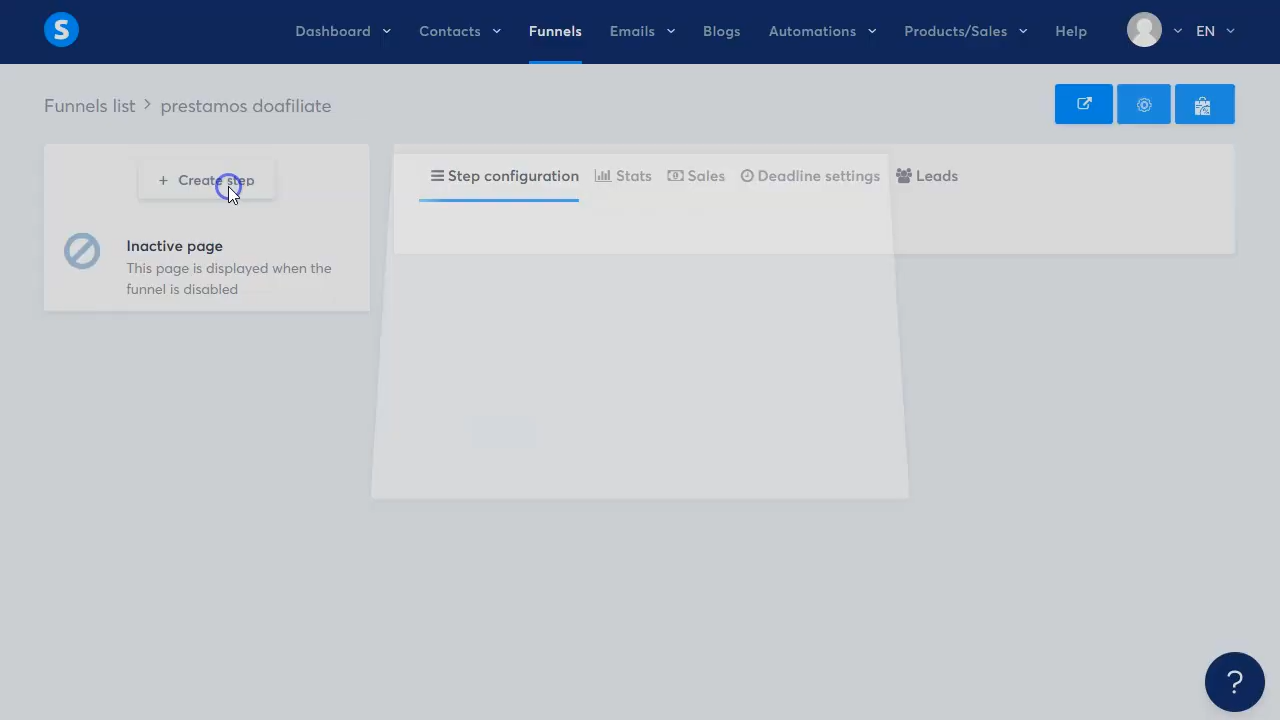 S
Dashboard
Contacts
Funnels
Emails
Blogs
Automations
Products/Sales
Help
EN
Funnels list > prestamos doafiliate
+ Create step
Step configuration
Stats
Sales
Deadline settings
Leads
Inactive page
This page is displayed when the
funnel is disabled
?